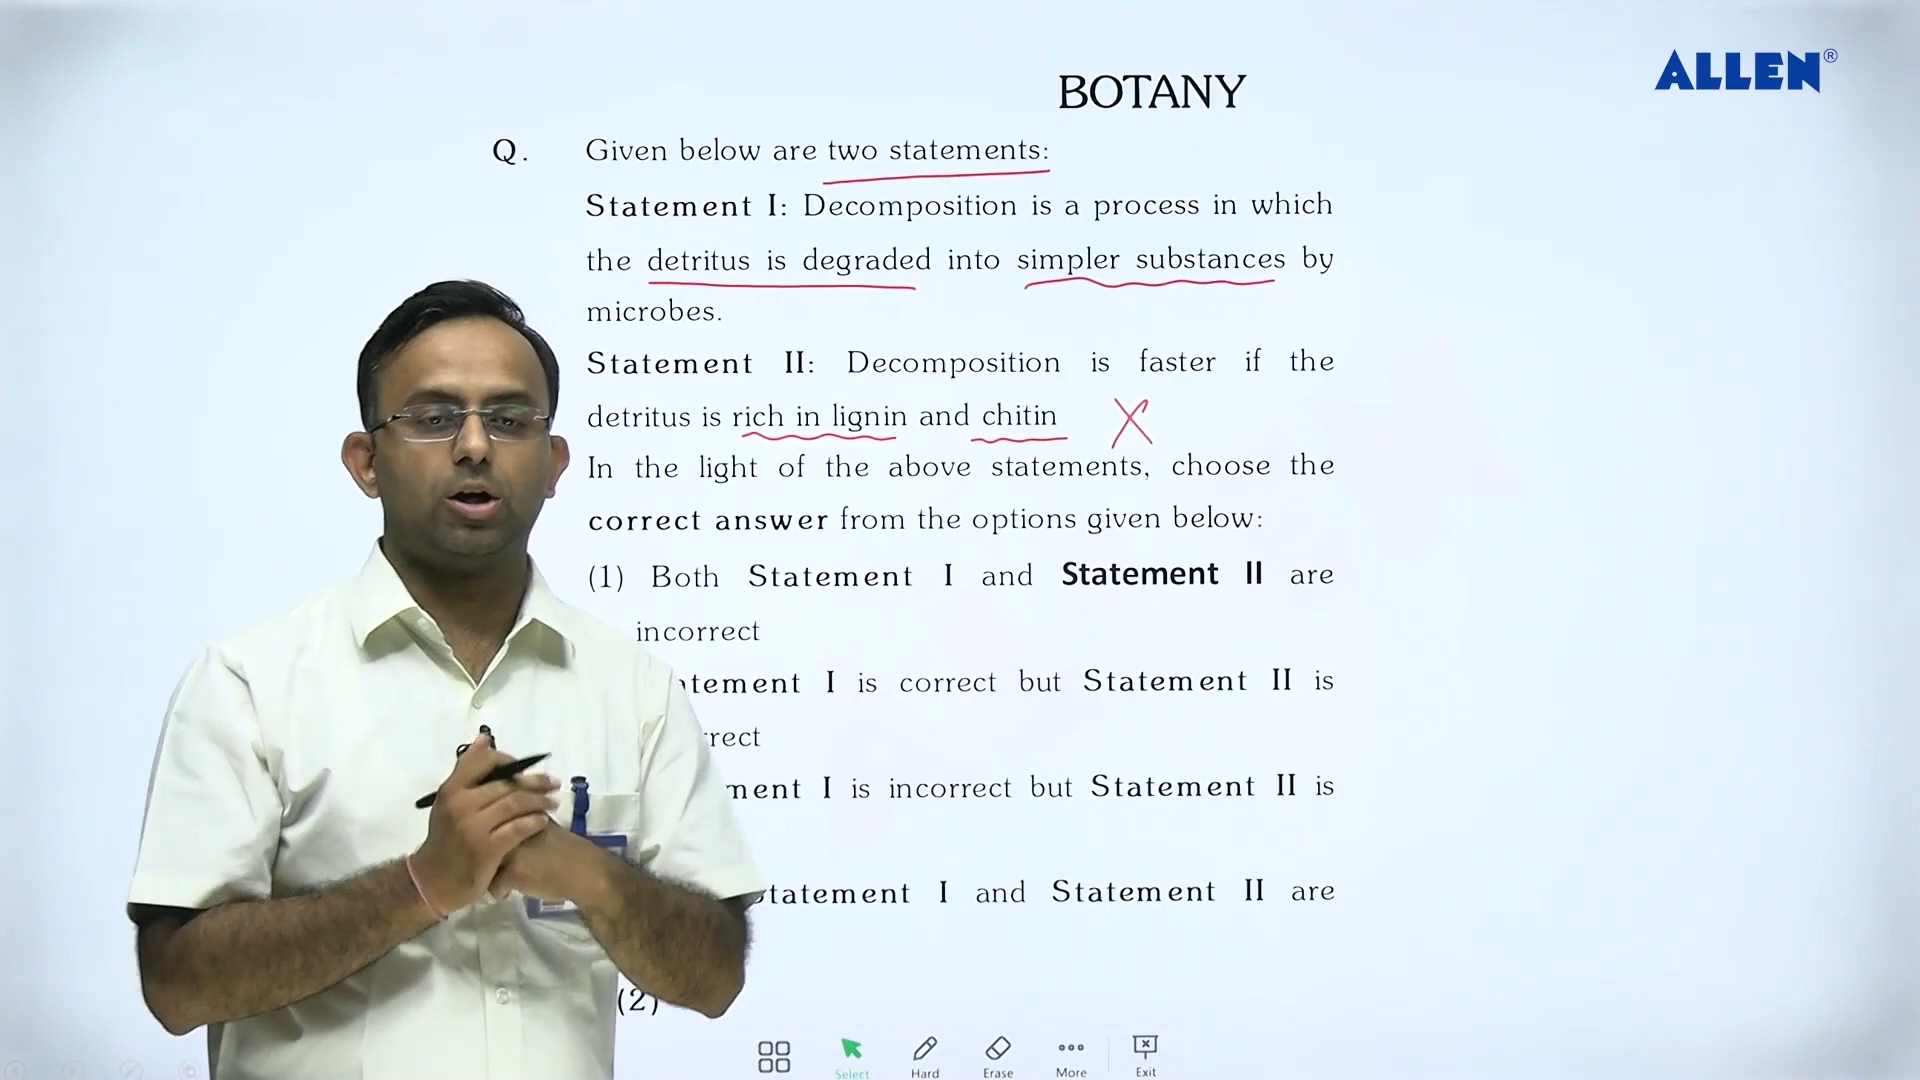 ALLEN®
BOTANY
Q. Given below are two statements:
Statement I: Decomposition is a process in which
the detritus is degraded into simpler substances by
microbes.
Statement II: Decomposition is faster if the
detritus is rich in lignin and chitin X
In the light of the above statements, choose the
correct answer from the options given below:
(1) Both Statement I and Statement II are
incorrect
tement I is correct but Statement II is
rrect
ment I is incorrect but Statement II is
tatement I and Statement II are
(2)
Select Hard Erase More Exit